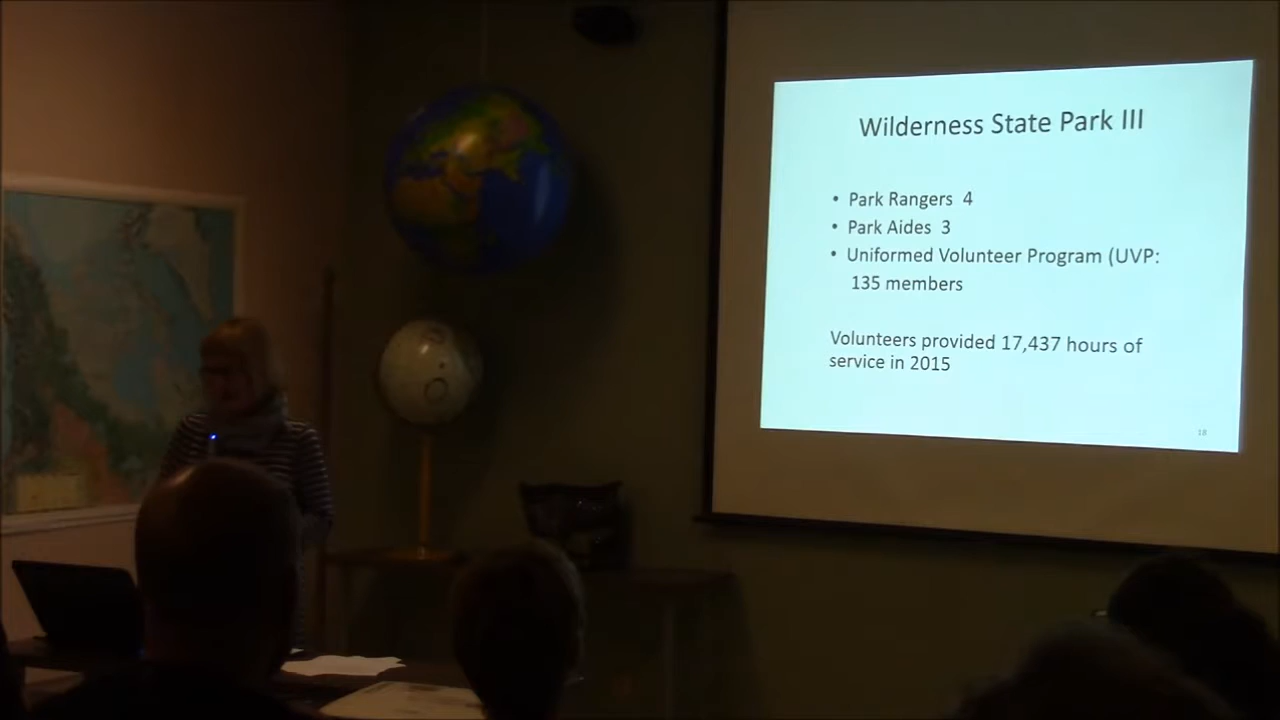 Wilderness State Park III
• Park Rangers 4
• Park Aides 3
• Uniformed Volunteer Program (UVP:
135 members
Volunteers provided 17,437 hours of
service in 2015
18